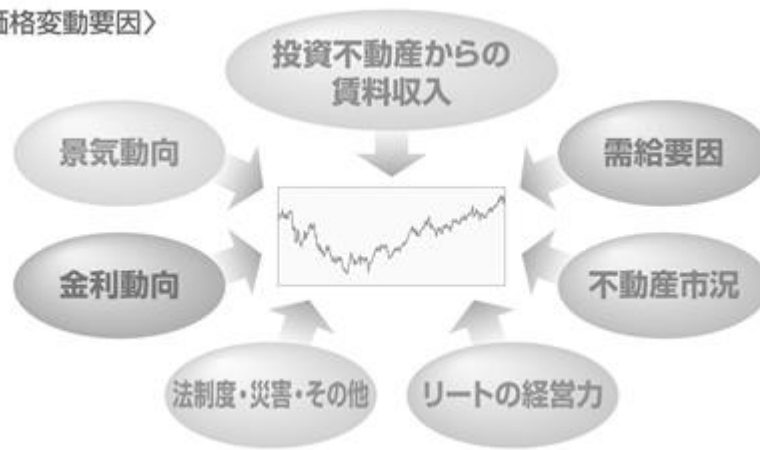 価格変動要因〉
投資不動産からの
賃料収入
景気動向
需給要因
金利動向
不動産市況
法制度・災害・その他
リートの経営力